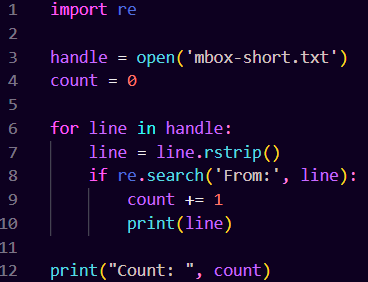 1 import re
2
3 handle = open('mbox-short.txt')
4 count = 0
5
6 for line in handle:
7     line = line.rstrip()
8     if re.search('From:', line):
9         count += 1
10         print(line)
11
12 print("Count: ", count)